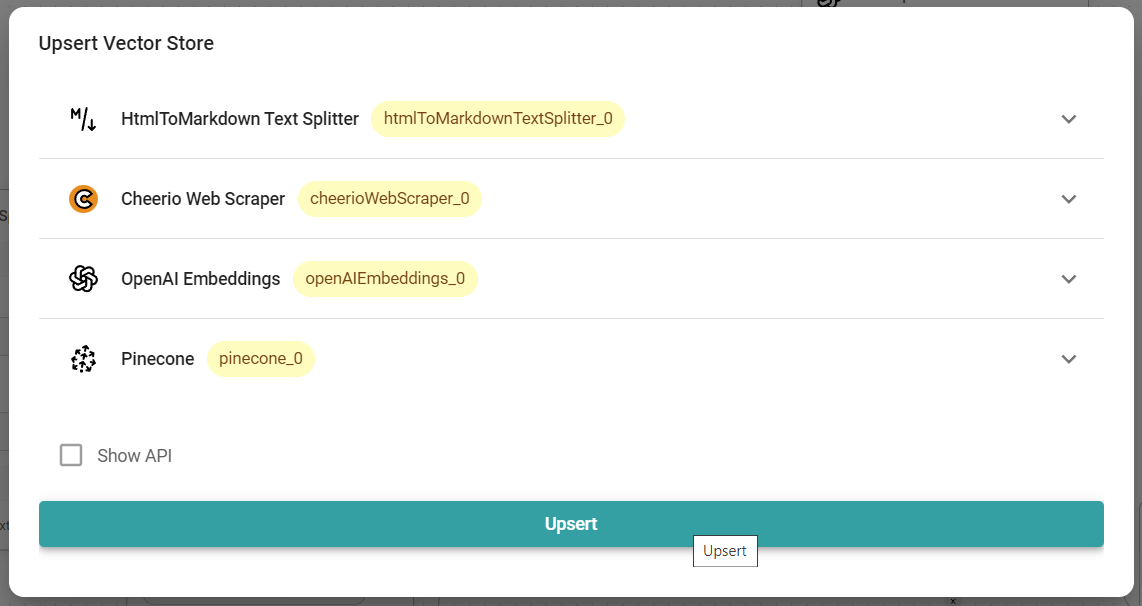 Upsert Vector Store
HtmlToMarkdown Text Splitter htmlToMarkdownTextSplitter_0
Cheerio Web Scraper cheerioWebScraper_0
OpenAI Embeddings openAIEmbeddings_0
Pinecone pinecone_0
Show API
Upsert
Upsert